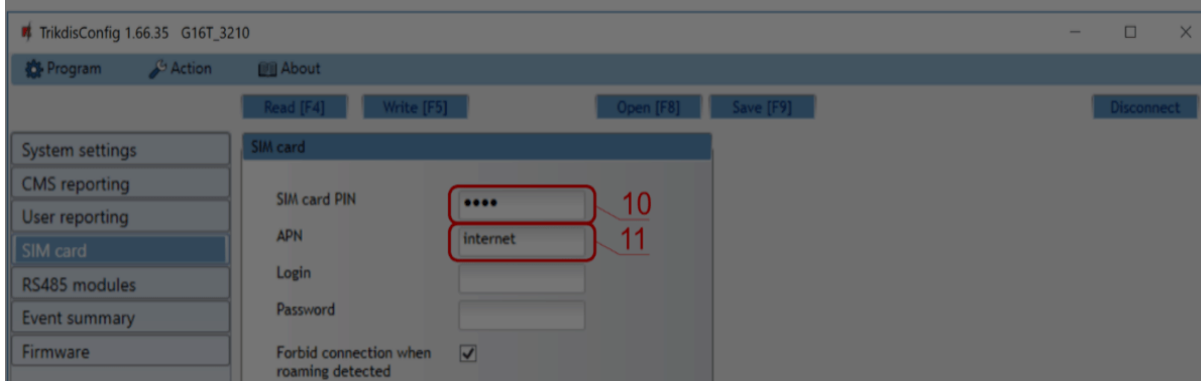 TrikdisConfig 1.66.35 G16T_3210
Program Action About
Read [F4] Write [F5] Open [F8] Save [F9] Disconnect
System settings
CMS reporting
User reporting
SIM card
RS485 modules
Event summary
Firmware
SIM card
SIM card PIN •••• 10
APN internet 11
Login
Password
Forbid connection when
roaming detected